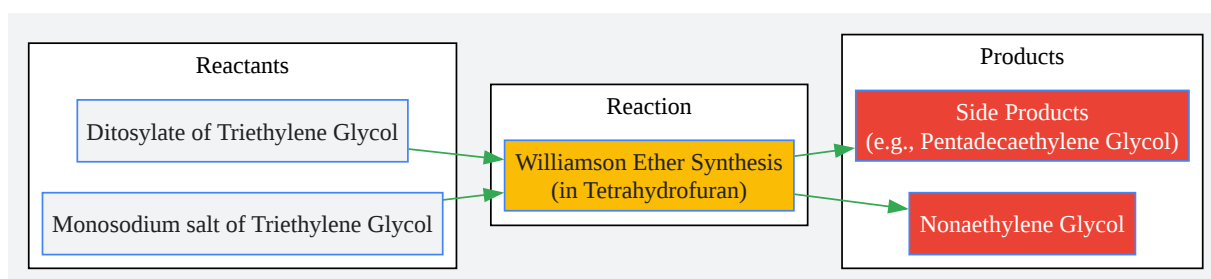 Reactants
Ditosylate of Triethylene Glycol
Monosodium salt of Triethylene Glycol
Reaction
Williamson Ether Synthesis
(in Tetrahydrofuran)
Products
Side Products
(e.g., Pentadecaethylene Glycol)
Nonaethylene Glycol